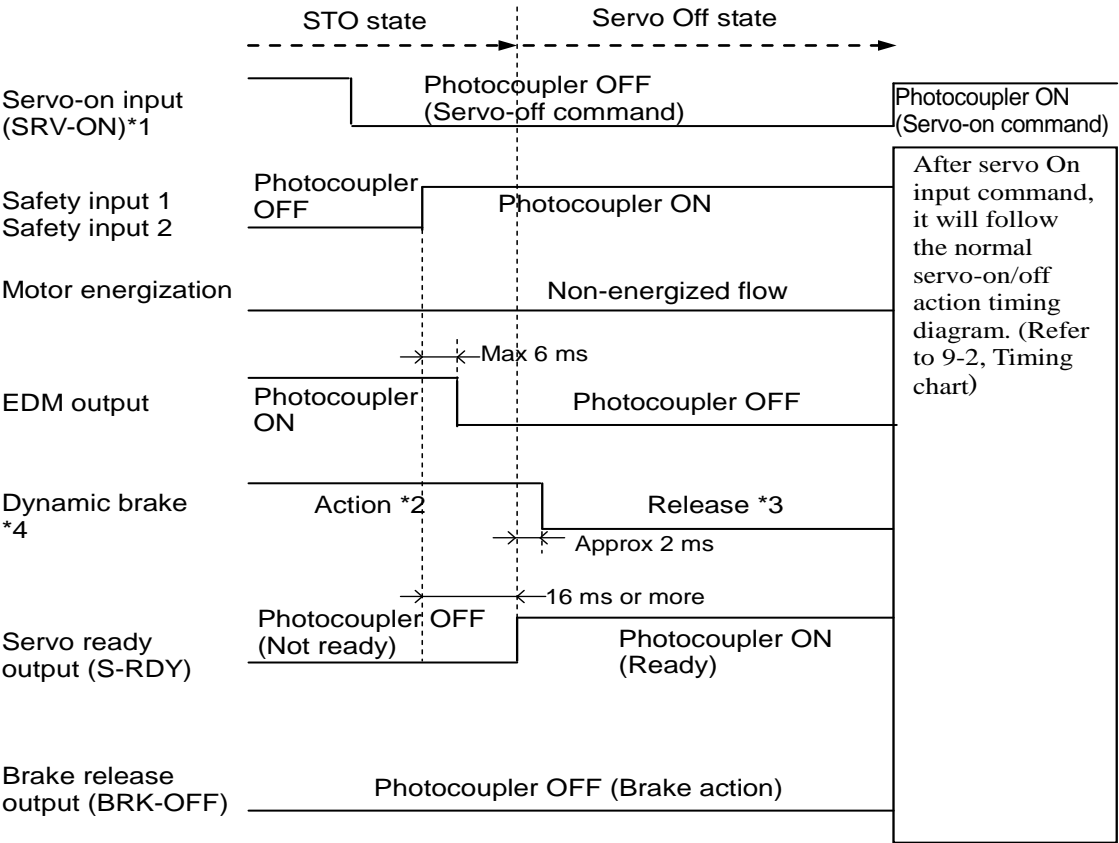 STO state
Servo Off state
Servo-on input
(SRV-ON)*1
Photocoupler OFF
(Servo-off command)
Photocoupler ON
(Servo-on command)
Safety input 1
Safety input 2
Photocoupler
OFF
Photocoupler ON
After servo On
input command,
it will follow
the normal
servo-on/off
action timing
diagram. (Refer
to 9-2, Timing
chart)
Motor energization
Non-energized flow
Max 6 ms
EDM output
Photocoupler
ON
Photocoupler OFF
Dynamic brake
*4
Action *2
Release *3
Approx 2 ms
16 ms or more
Servo ready
output (S-RDY)
Photocoupler OFF
(Not ready)
Photocoupler ON
(Ready)
Brake release
output (BRK-OFF)
Photocoupler OFF (Brake action)